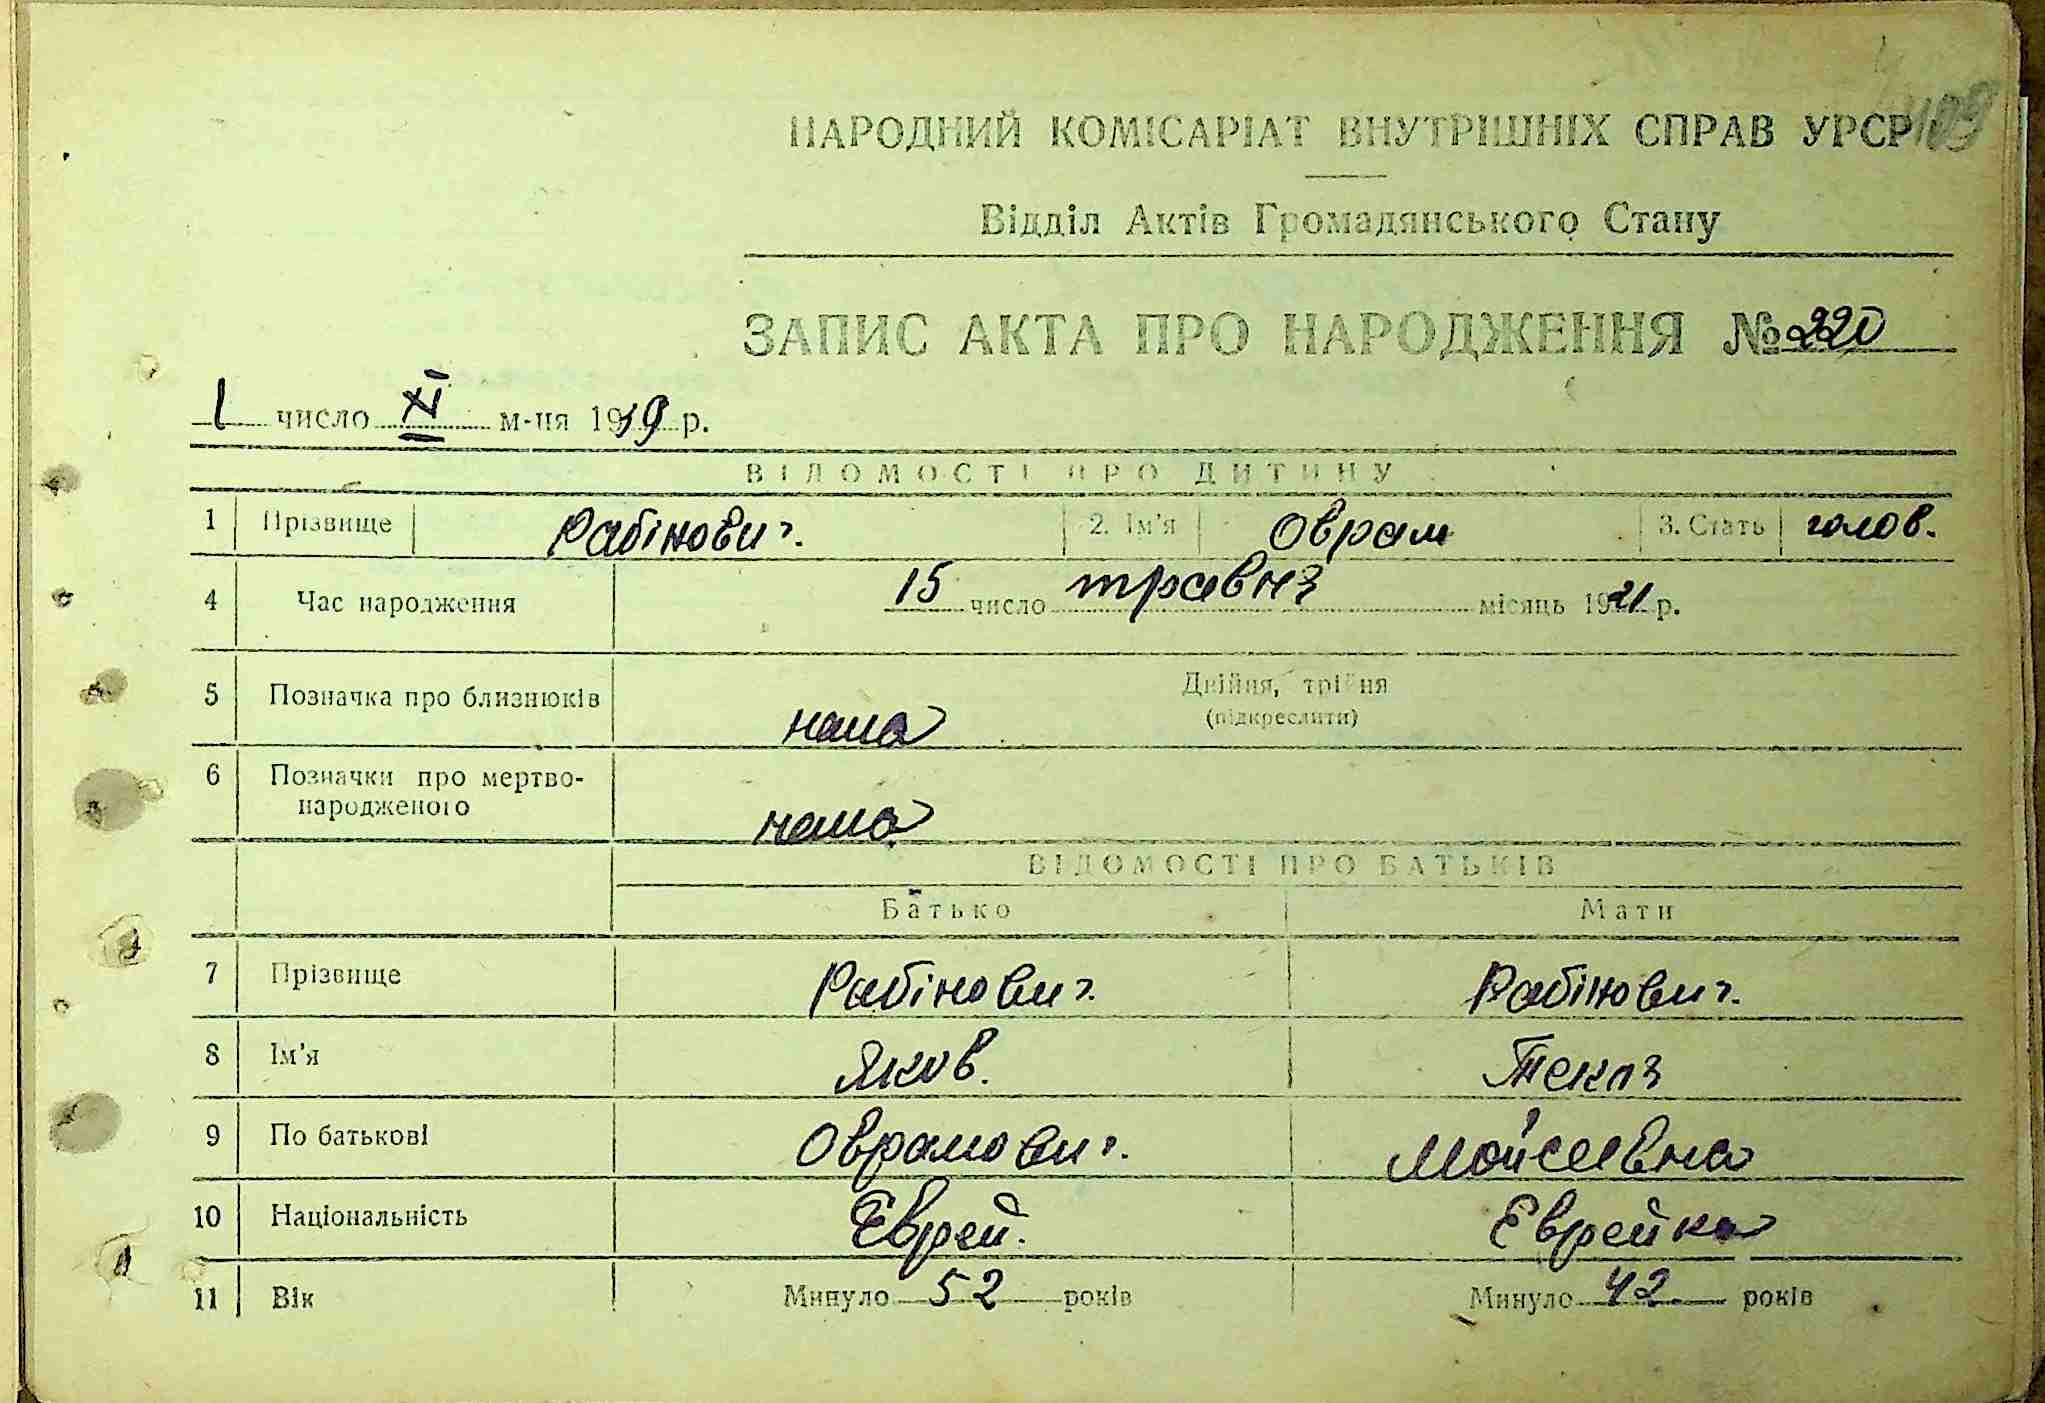 109
НАРОДНИЙ КОМІСАРІАТ ВНУТРІШНІХ СПРАВ УРСР
Відділ Актів Громадянського Стану
ЗАПИС АКТА ПРО НАРОДЖЕННЯ № 220
1 число XI м-ця 1939 р.
ВІДОМОСТІ ПРО ДИТИНУ
1 Прізвище Рабінович. 2. Ім'я Оврам 3. Стать голов.
4 Час народження 15 число травня місяць 1921 р.
5 Позначка про близнюків нема Двійня, трійня
(підкреслити)
6 Позначки про мертво-
народженого нема
ВІДОМОСТІ ПРО БАТЬКІВ
Батько Мати
7 Прізвище Рабінович. Рабінович.
8 Ім'я Яков. Текля
9 По батькові Оврамович. Мойсеевна
10 Національність Еврей. Еврейка
11 Вік Минуло 52 років Минуло 42 років